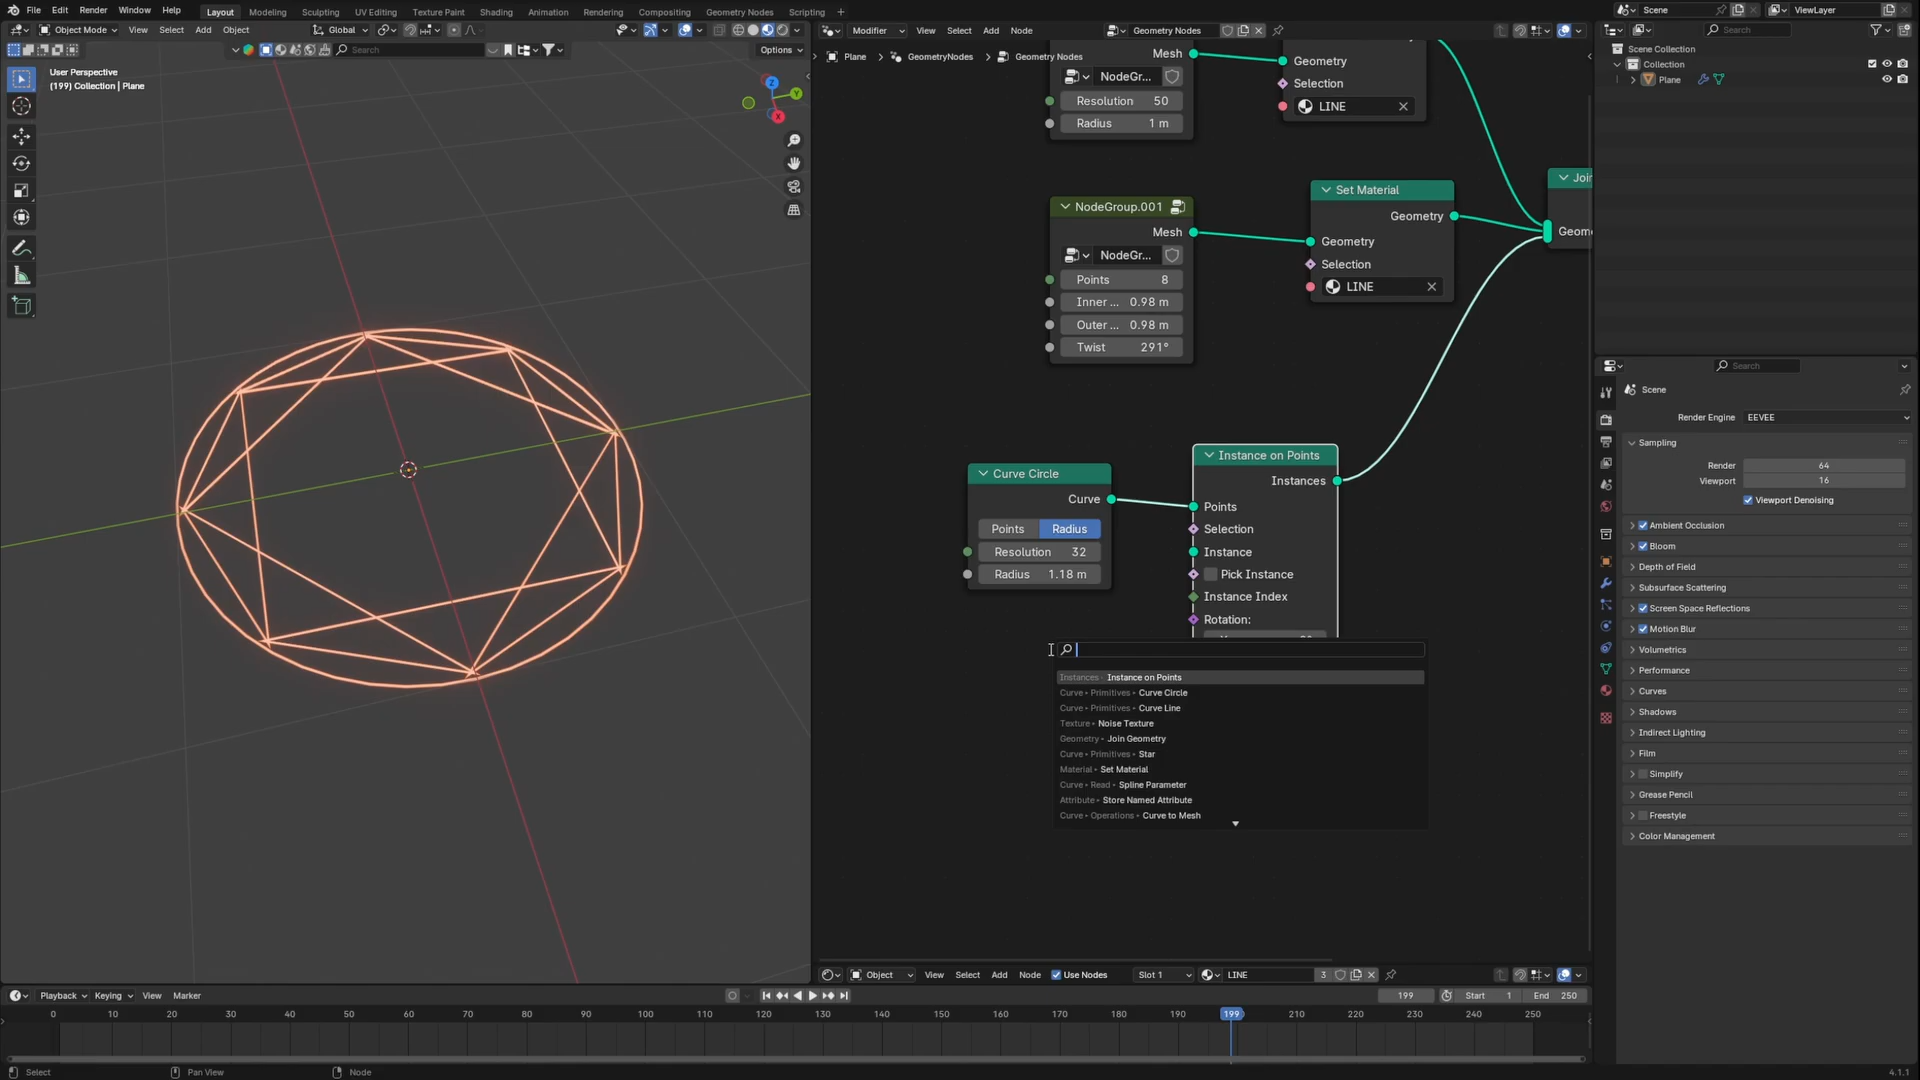 File Edit Render Window Help Layout Modeling Sculpting UV Editing Texture Paint Shading Animation Rendering Compositing Geometry Nodes Scripting + Scene ViewLayer
Object Mode View Select Add Object Global
Search Options
User Perspective
(199) Collection | Plane
Z
Y
X
Modifier View Select Add Node Geometry Nodes
Plane > GeometryNodes > Geometry Nodes
Mesh
NodeGr...
Resolution 50
Radius 1 m
Geometry
Selection
LINE
NodeGroup.001
Mesh
NodeGr...
Points 8
Inner ... 0.98 m
Outer ... 0.98 m
Twist 291°
Set Material
Geometry
Geometry
Selection
LINE
Join
Geom
Curve Circle
Curve
Points Radius
Resolution 32
Radius 1.18 m
Instance on Points
Instances
Points
Selection
Instance
Pick Instance
Instance Index
Rotation:
Instances ▸ Instance on Points
Curve ▸ Primitives ▸ Curve Circle
Curve ▸ Primitives ▸ Curve Line
Texture ▸ Noise Texture
Geometry ▸ Join Geometry
Curve ▸ Primitives ▸ Star
Material ▸ Set Material
Curve ▸ Read ▸ Spline Parameter
Attribute ▸ Store Named Attribute
Curve ▸ Operations ▸ Curve to Mesh
Object View Select Add Node Use Nodes Slot 1 LINE 3
Search
Scene Collection
Collection
Plane
Search
Scene
Render Engine EEVEE
Sampling
Render 64
Viewport 16
Viewport Denoising
Ambient Occlusion
Bloom
Depth of Field
Subsurface Scattering
Screen Space Reflections
Motion Blur
Volumetrics
Performance
Curves
Shadows
Indirect Lighting
Film
Simplify
Grease Pencil
Freestyle
Color Management
Playback Keying View Marker 199 Start 1 End 250
0 10 20 30 40 50 60 70 80 90 100 110 120 130 140 150 160 170 180 190 199 210 220 230 240 250
Select Pan View Node 4.1.1